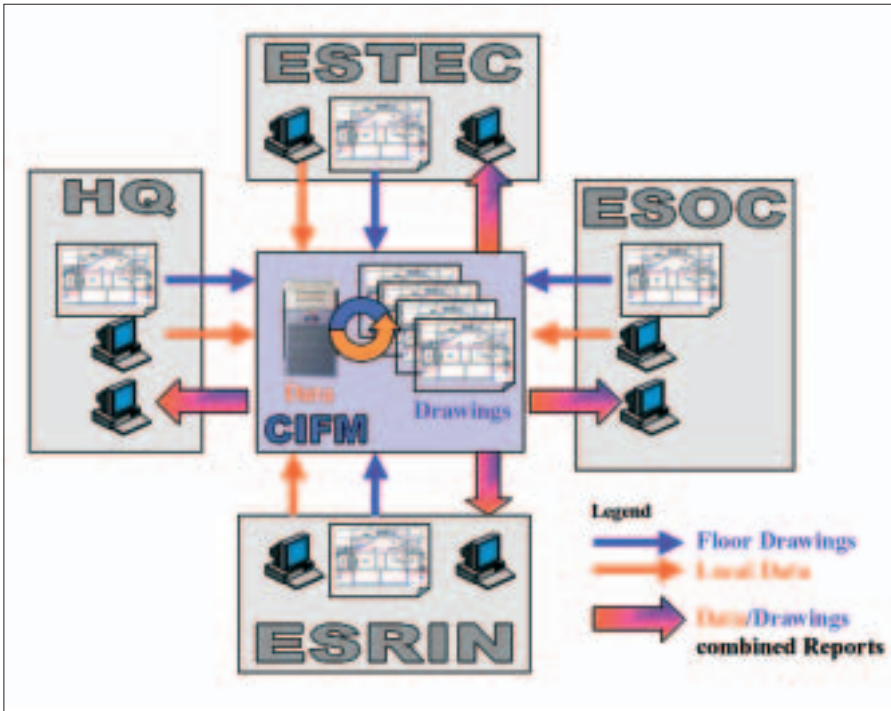 ESTEC
HQ
ESOC
Data
Drawings
CIFM
Legend
Floor Drawings
Local Data
Data/Drawings
combined Reports
ESRIN